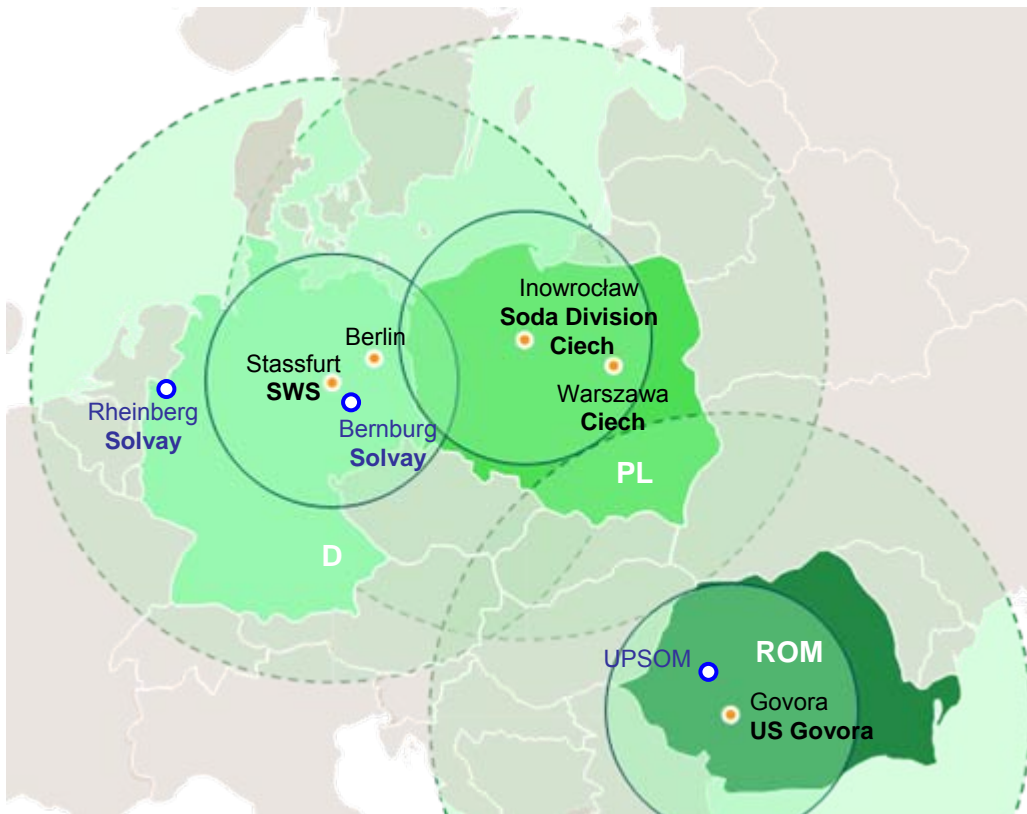 Inowrocław
Soda Division
Ciech
Berlin
Stassfurt
SWS
Warszawa
Ciech
Rheinberg
Solvay
Bernburg
Solvay
PL
D
UPSOM
ROM
Govora
US Govora